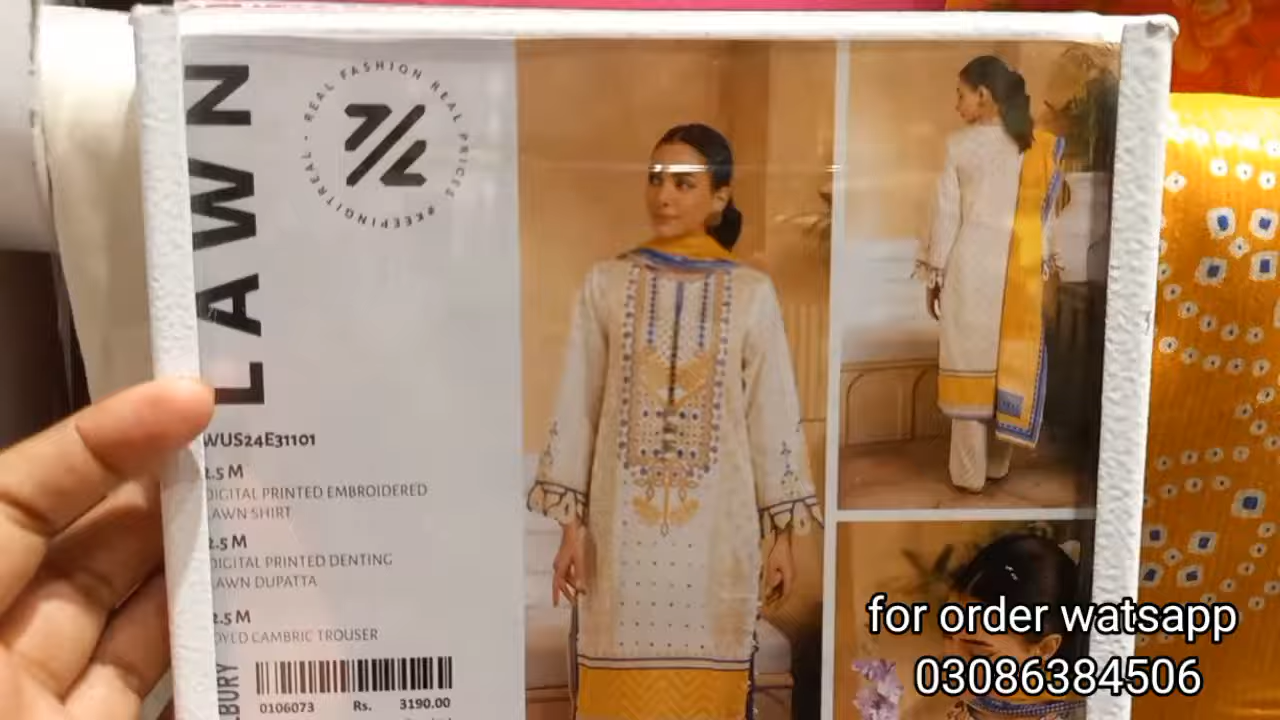 LAWN
REAL FASHION REAL PRICES #KEEPINGITREAL
WUS24E31101
2.5 M
DIGITAL PRINTED EMBROIDERED
LAWN SHIRT
2.5 M
DIGITAL PRINTED DENTING
LAWN DUPATTA
2.5 M
DYED CAMBRIC TROUSER
LBURY
0106073 Rs. 3190.00
for order watsapp
03086384506